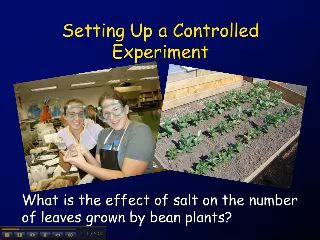 Setting Up a Controlled
Experiment
What is the effect of salt on the number
of leaves grown by bean plants?